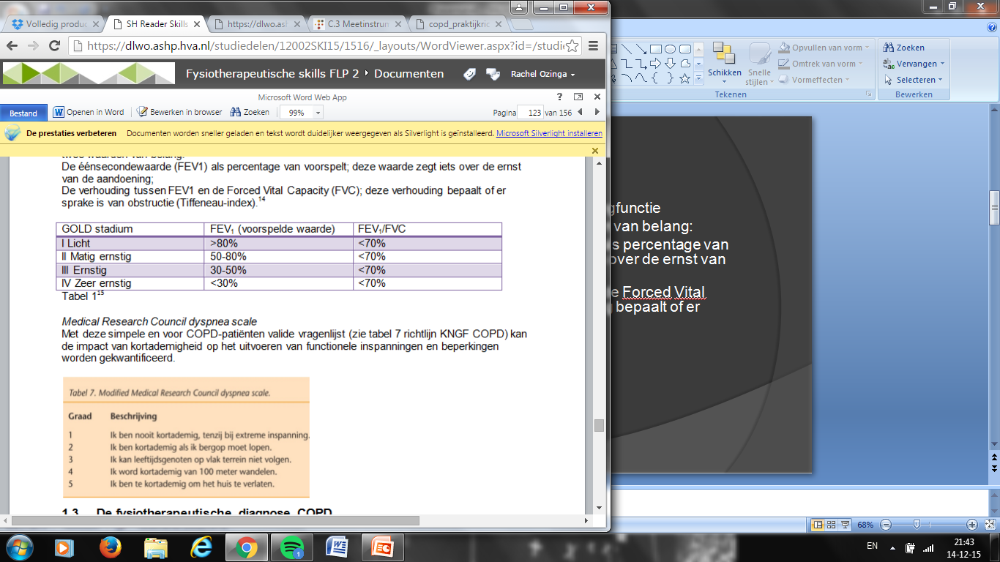 Volledig produc
SH Reader Skills
https://dlwo.ash
C.3 Meetinstrum
copd_praktijkric
https://dlwo.ashp.hva.nl/studiedelen/12002SKI15/1516/_layouts/WordViewer.aspx?id=/studie
Fysiotherapeutische skills FLP 2 Documenten
Rachel Ozinga
Microsoft Word Web App
Bestand
Openen in Word
Bewerken in browser
Zoeken
99%
Pagina 123 van 156
De prestaties verbeteren Documenten worden sneller geladen en tekst wordt duidelijker weergegeven als Silverlight is geïnstalleerd. Microsoft Silverlight installeren
twee waarden van belang:
De éénsecondewaarde (FEV1) als percentage van voorspelt; deze waarde zegt iets over de ernst
van de aandoening;
De verhouding tussen FEV1 en de Forced Vital Capacity (FVC); deze verhouding bepaalt of er
sprake is van obstructie (Tiffeneau-index).14
GOLD stadium FEV1 (voorspelde waarde) FEV1/FVC
I Licht >80% <70%
II Matig ernstig 50-80% <70%
III Ernstig 30-50% <70%
IV Zeer ernstig <30% <70%
Tabel 115
Medical Research Council dyspnea scale
Met deze simpele en voor COPD-patiënten valide vragenlijst (zie tabel 7 richtlijn KNGF COPD) kan
de impact van kortademigheid op het uitvoeren van functionele inspanningen en beperkingen
worden gekwantificeerd.
Tabel 7. Modified Medical Research Council dyspnea scale.
Graad Beschrijving
1 Ik ben nooit kortademig, tenzij bij extreme inspanning.
2 Ik ben kortademig als ik bergop moet lopen.
3 Ik kan leeftijdsgenoten op vlak terrein niet volgen.
4 Ik word kortademig van 100 meter wandelen.
5 Ik ben te kortademig om het huis te verlaten.
1.3 De fysiotherapeutische diagnose COPD
Schikken
Snelle
stijlen
Opvullen van vorm
Omtrek van vorm
Vormeffecten
Tekenen
Zoeken
Vervangen
Selecteren
Bewerken
gfunctie
van belang:
s percentage van
over de ernst van
e Forced Vital
g bepaalt of er
68%
1
EN
21:43
14-12-15